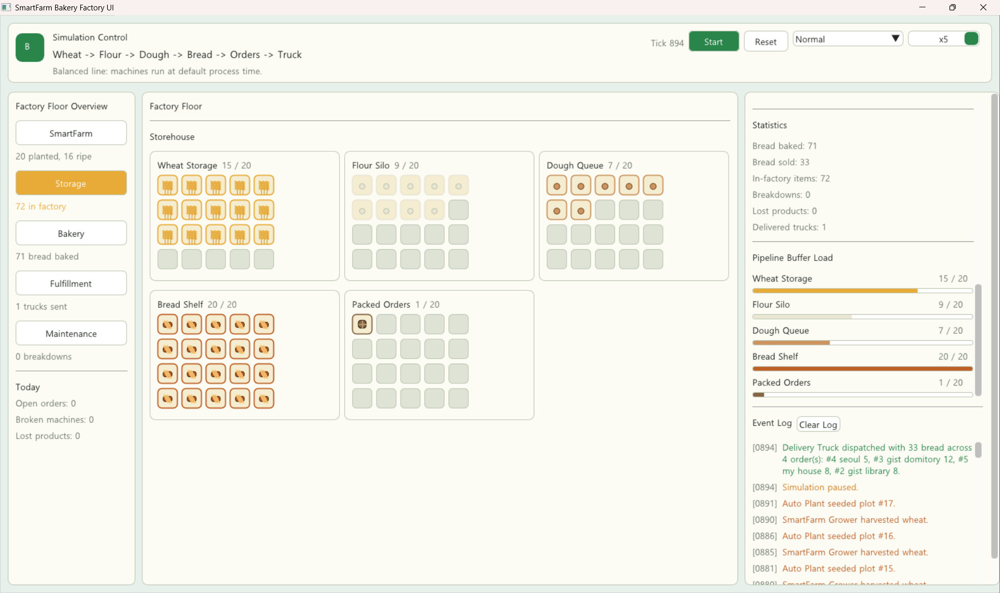 SmartFarm Bakery Factory UI
B
Simulation Control
Wheat -> Flour -> Dough -> Bread -> Orders -> Truck
Balanced line: machines run at default process time.
Tick 894
Start
Reset
Normal
x5
Factory Floor Overview
SmartFarm
20 planted, 16 ripe
Storage
72 in factory
Bakery
71 bread baked
Fulfillment
1 trucks sent
Maintenance
0 breakdowns
Today
Open orders: 0
Broken machines: 0
Lost products: 0
Factory Floor
Storehouse
Wheat Storage 15 / 20
Flour Silo 9 / 20
Dough Queue 7 / 20
Bread Shelf 20 / 20
Packed Orders 1 / 20
Statistics
Bread baked: 71
Bread sold: 33
In-factory items: 72
Breakdowns: 0
Lost products: 0
Delivered trucks: 1
Pipeline Buffer Load
Wheat Storage 15 / 20
Flour Silo 9 / 20
Dough Queue 7 / 20
Bread Shelf 20 / 20
Packed Orders 1 / 20
Event Log Clear Log
[0894] Delivery Truck dispatched with 33 bread across
4 order(s): #4 seoul 5, #3 gist domitory 12, #5
my house 8, #2 gist library 8.
[0894] Simulation paused.
[0891] Auto Plant seeded plot #17.
[0890] SmartFarm Grower harvested wheat.
[0886] Auto Plant seeded plot #16.
[0885] SmartFarm Grower harvested wheat.
[0881] Auto Plant seeded plot #15.
[0880] SmartFarm Grower harvested wheat.